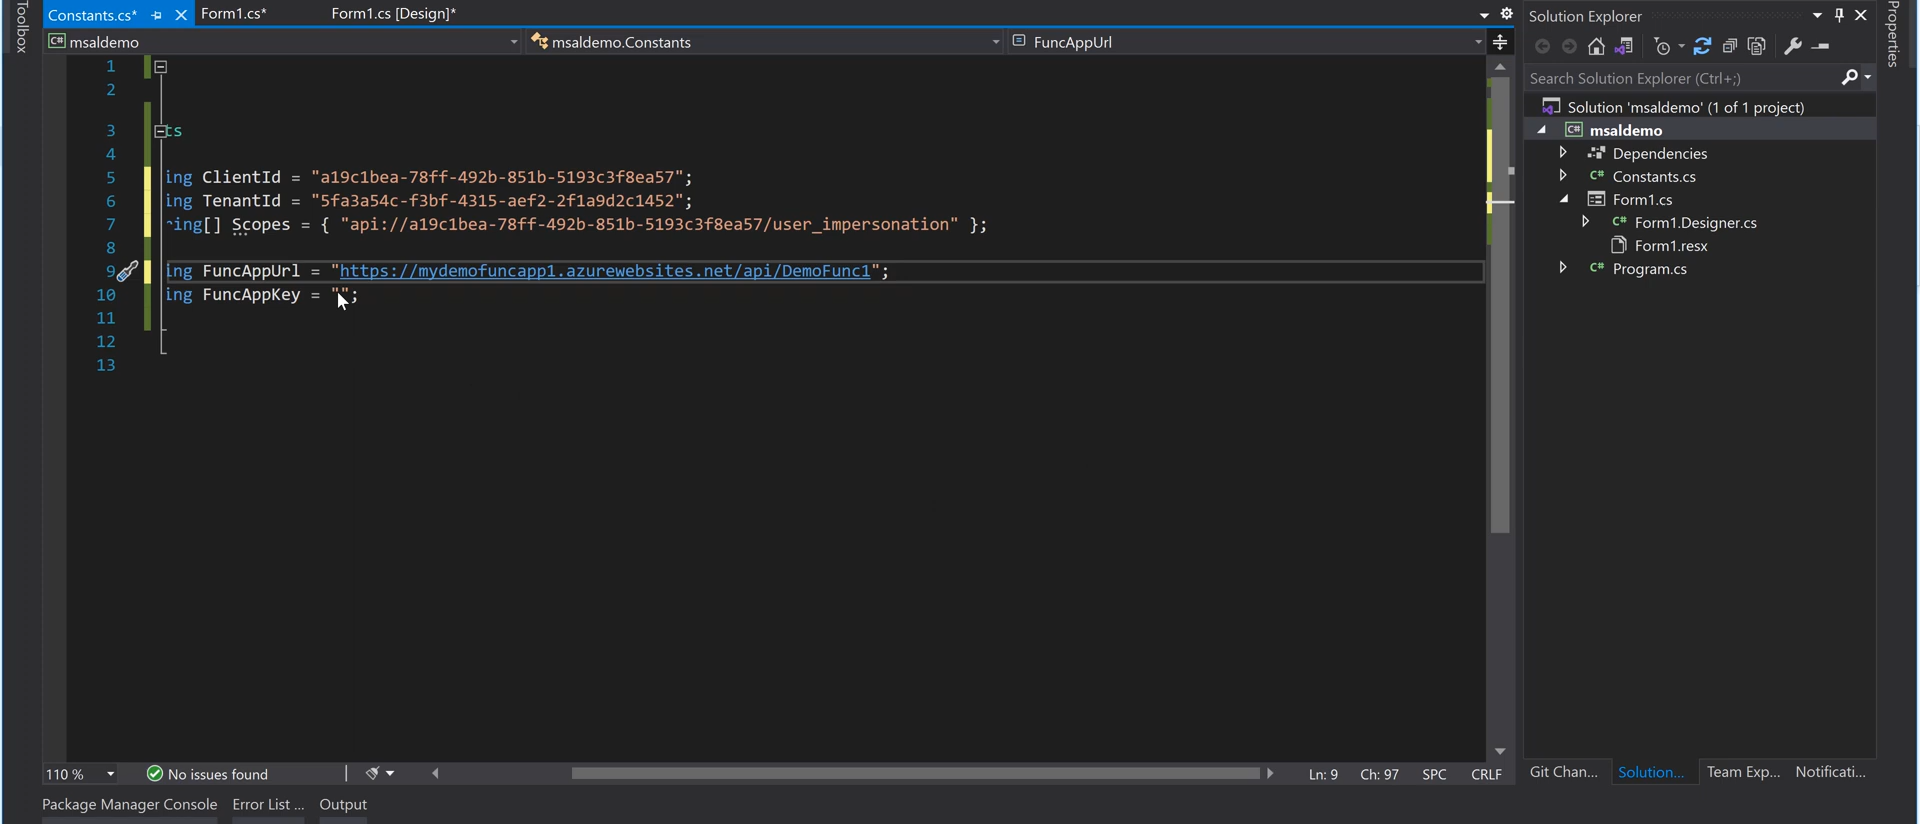 Toolbox
Constants.cs*
Form1.cs*
Form1.cs [Design]*
C# msaldemo
msaldemo.Constants
FuncAppUrl
1
2
3 ts
4
5 ing ClientId = "a19c1bea-78ff-492b-851b-5193c3f8ea57";
6 ing TenantId = "5fa3a54c-f3bf-4315-aef2-2f1a9d2c1452";
7 ing[] Scopes = { "api://a19c1bea-78ff-492b-851b-5193c3f8ea57/user_impersonation" };
8
9 ing FuncAppUrl = "https://mydemofuncapp1.azurewebsites.net/api/DemoFunc1";
10 ing FuncAppKey = "";
11
12
13
110 %
No issues found
Ln: 9 Ch: 97 SPC CRLF
Package Manager Console Error List ... Output
Solution Explorer
Search Solution Explorer (Ctrl+;)
Solution 'msaldemo' (1 of 1 project)
C# msaldemo
Dependencies
C# Constants.cs
Form1.cs
C# Form1.Designer.cs
Form1.resx
C# Program.cs
Git Chan... Solution... Team Exp... Notificati...
Properties